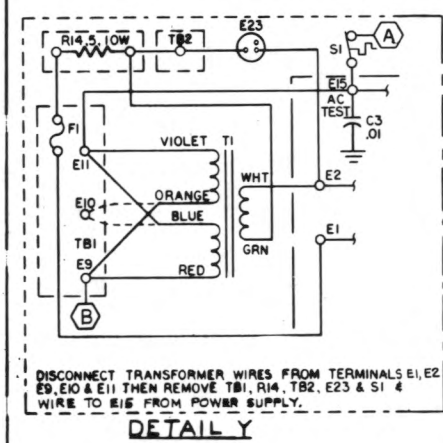 R14,5, 10W
TB2
E23
S1
A
F1
E15
AC
TEST
C3
.01
VIOLET
T1
E11
WHT
E2
ORANGE
E10
BLUE
E1
TB1
GRN
E9
RED
B
DISCONNECT TRANSFORMER WIRES FROM TERMINALS E1, E2
E9, E10 & E11 THEN REMOVE TB1, R14, TB2, E23 & S1 &
WIRE TO E15 FROM POWER SUPPLY.
DETAIL Y